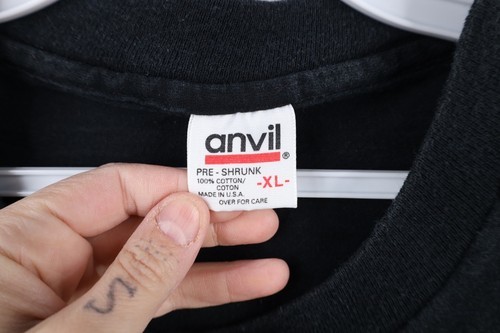 anvil®
PRE-SHRUNK
100% COTTON/
COTON
-XL-
MADE IN U.S.A.
OVER FOR CARE